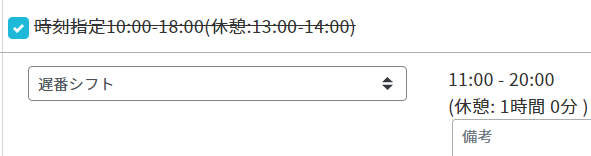 時刻指定10:00-18:00(休憩:13:00-14:00)
遅番シフト
11:00 - 20:00
(休憩: 1時間 0分 )
備考